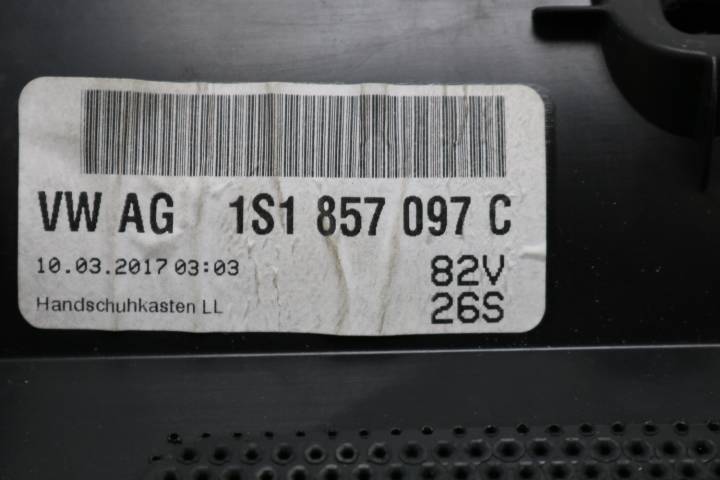 VW AG 1S1 857 097 C
10.03.2017 03:03 82V
Handschuhkasten LL 26S